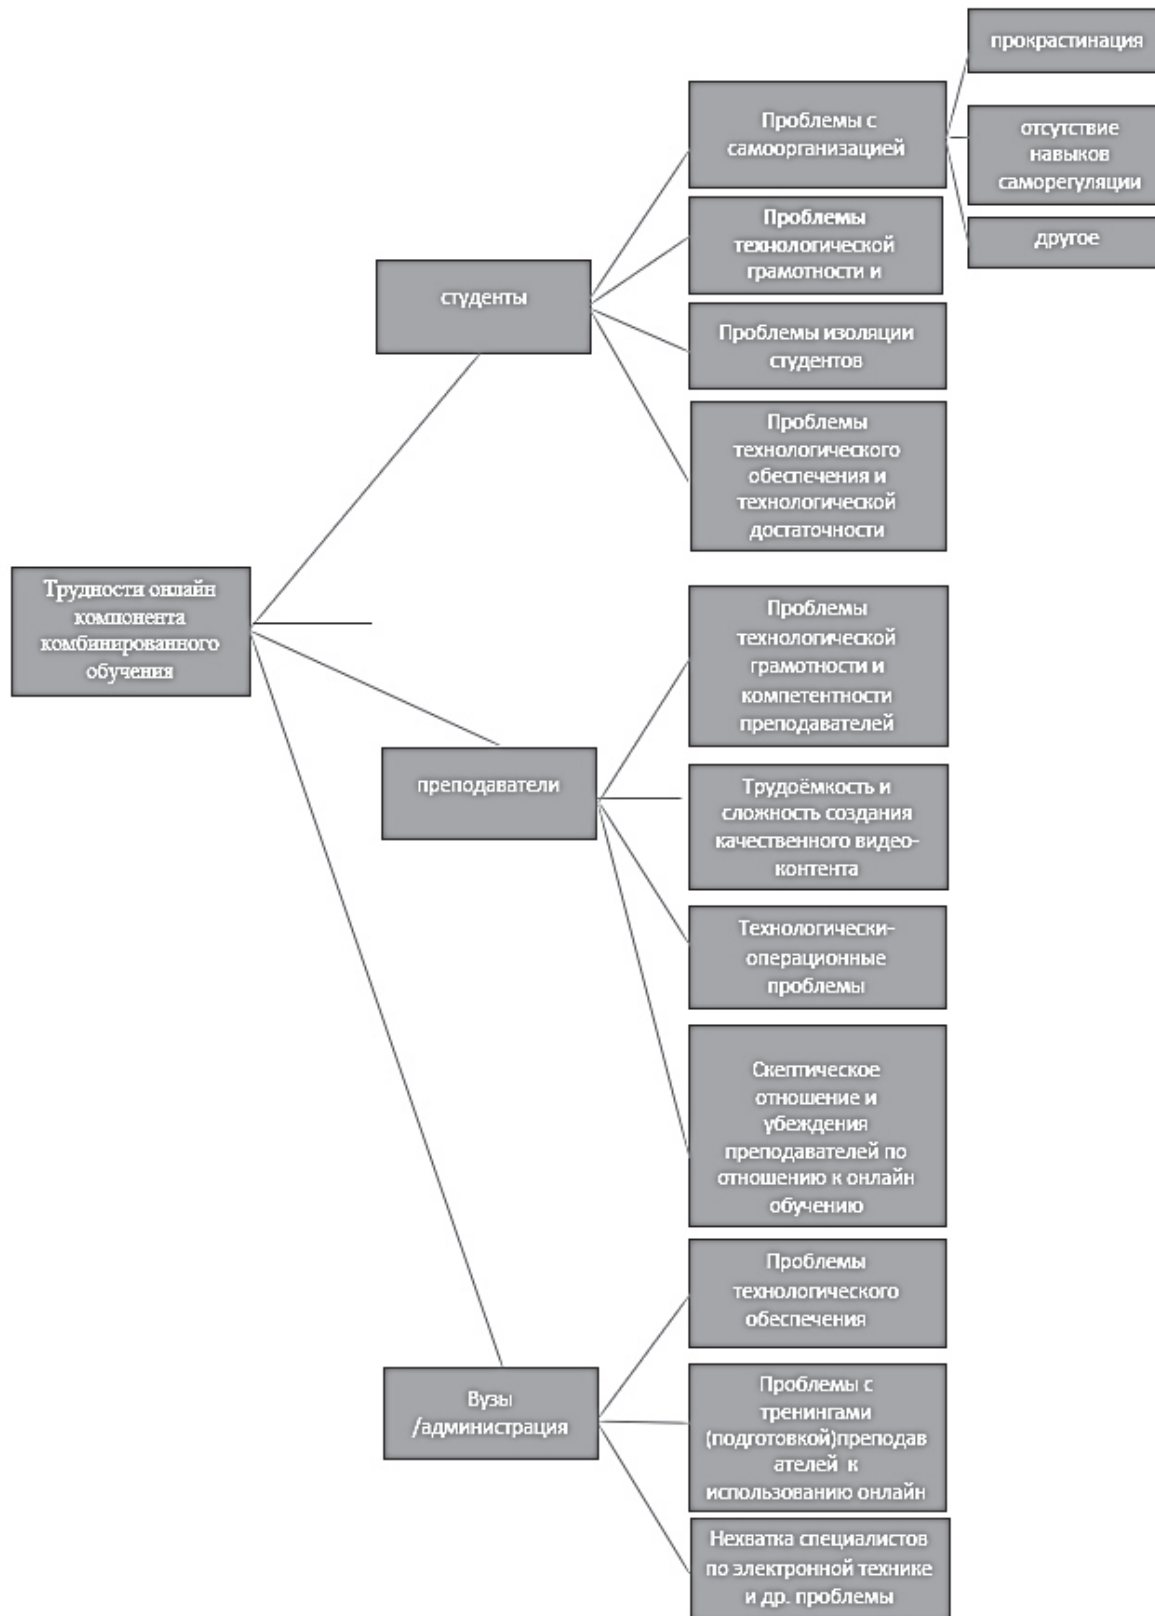 Трудности онлайн
компонента
комбинированного
обучения
студенты
Проблемы с
самоорганизацией
прокрастинация
отсутствие
навыков
саморегуляции
другое
Проблемы
технологической
грамотности и
Проблемы изоляции
студентов
Проблемы
технологического
обеспечения и
технологической
достаточности
преподаватели
Проблемы
технологической
грамотности и
компетентности
преподавателей
Трудоёмкость и
сложность создания
качественного видео-
контента
Технологически-
операционные
проблемы
Скептическое
отношение и
убеждения
преподавателей по
отношению к онлайн
обучению
Вузы
/администрация
Проблемы
технологического
обеспечения
Проблемы с
тренингами
(подготовкой)преподав
ателей к
использованию онлайн
Нехватка специалистов
по электронной технике
и др. проблемы